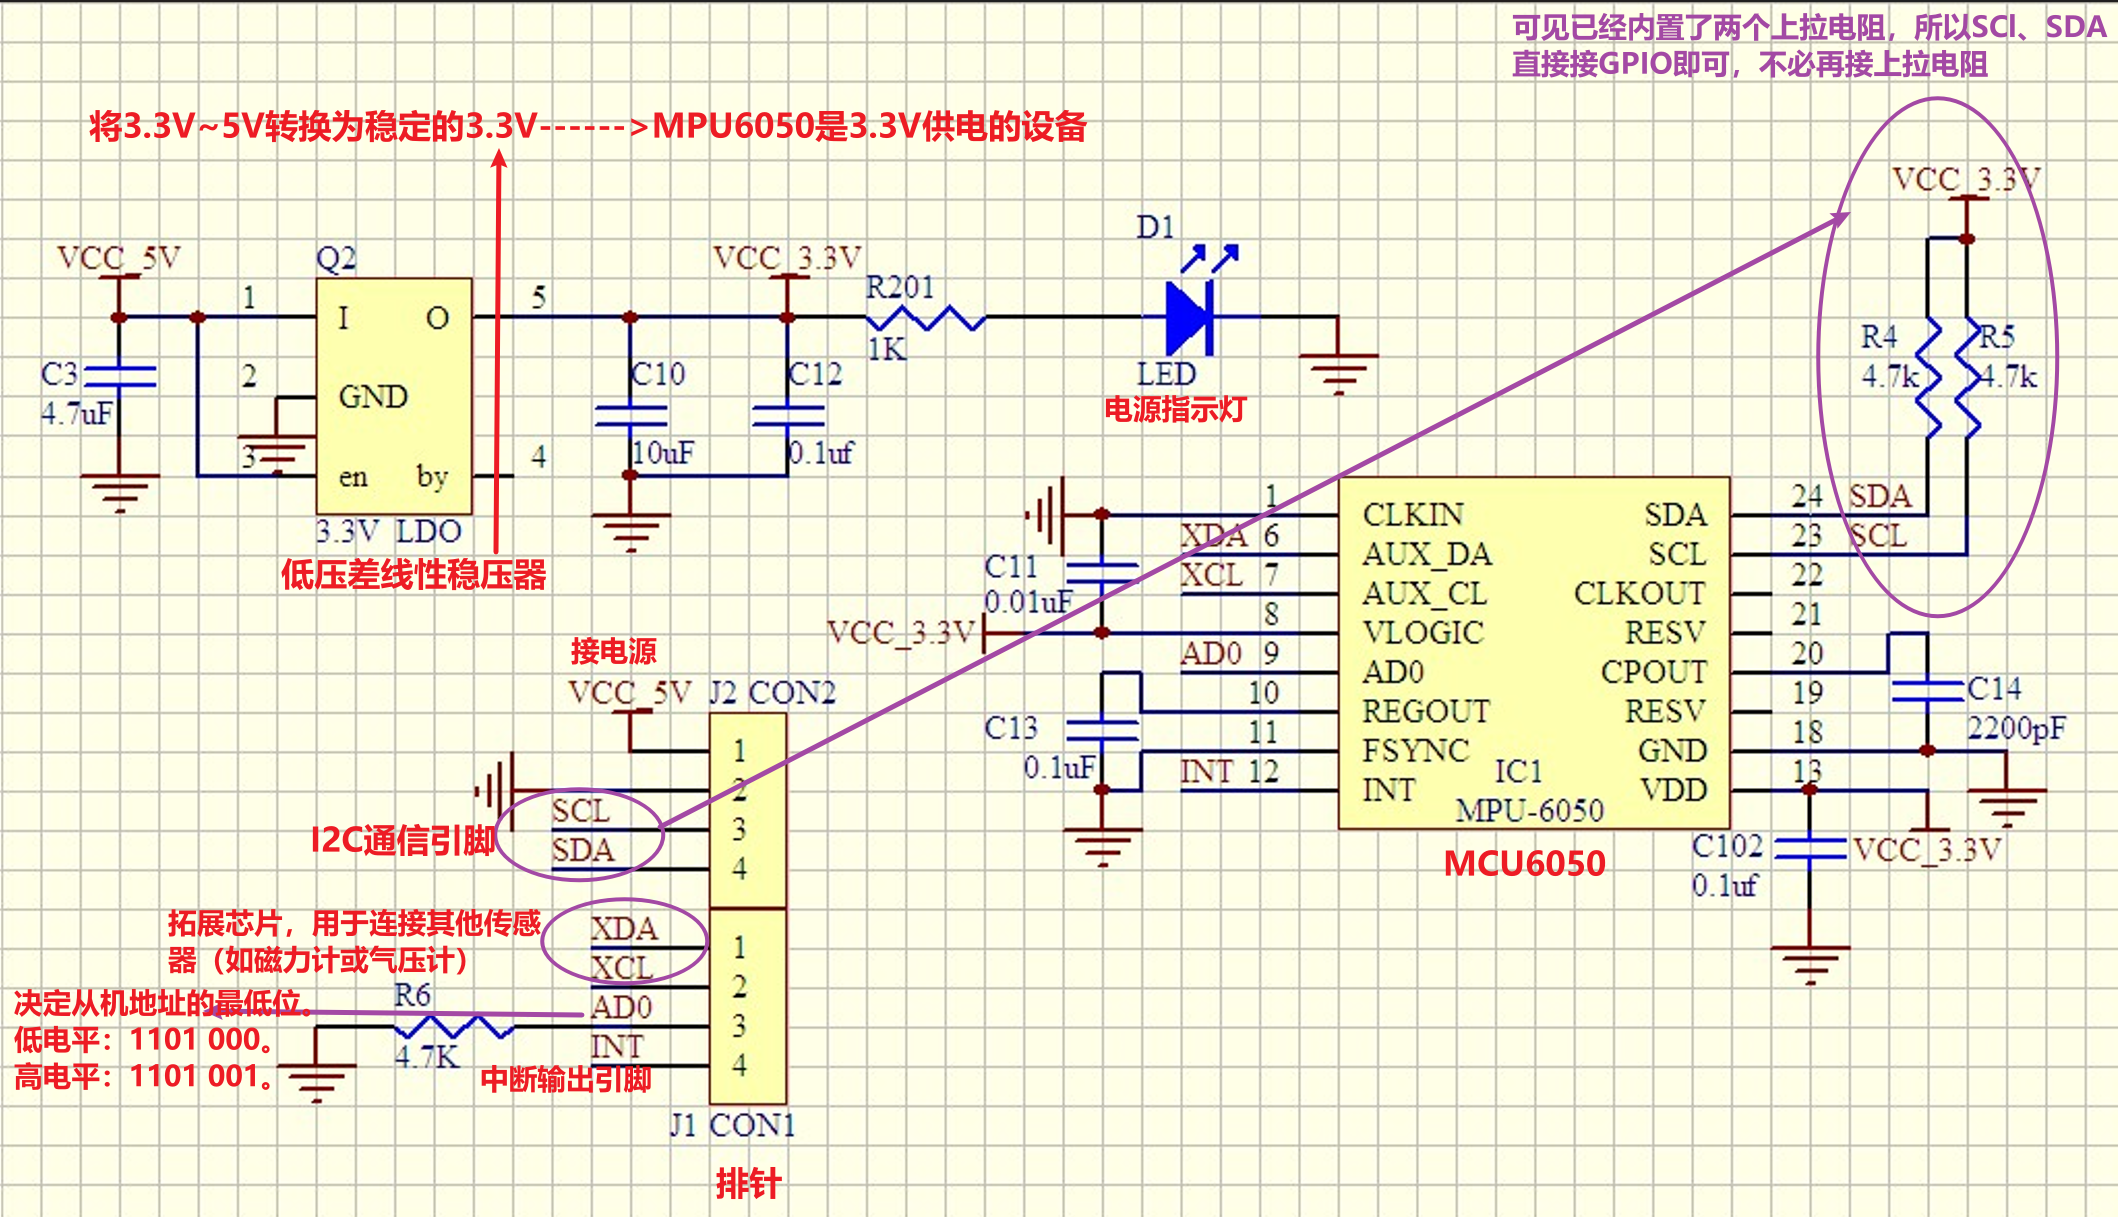 可见已经内置了两个上拉电阻，所以SCl、SDA
直接接GPIO即可，不必再接上拉电阻
将3.3V~5V转换为稳定的3.3V------>MPU6050是3.3V供电的设备
VCC_5V
Q2
1
I
O
5
2
GND
3
en
by
4
3.3V LDO
C3
4.7uF
低压差线性稳压器
VCC_3.3V
R201
1K
C10
10uF
C12
0.1uf
D1
LED
电源指示灯
VCC_3.3V
R4
4.7k
R5
4.7k
1
CLKIN
SDA
24
SDA
XDA
6
AUX_DA
SCL
23
SCL
XCL
7
AUX_CL
CLKOUT
22
8
VLOGIC
RESV
21
AD0
9
AD0
CPOUT
20
10
REGOUT
RESV
19
11
FSYNC
GND
18
INT
12
INT
VDD
13
IC1
MPU-6050
MCU6050
C11
0.01uF
VCC_3.3V
C13
0.1uF
C14
2200pF
C102
0.1uf
VCC_3.3V
接电源
VCC_5V
J2 CON2
1
2
SCL
3
SDA
4
I2C通信引脚
拓展芯片，用于连接其他传感
器（如磁力计或气压计）
XDA
1
XCL
2
AD0
3
INT
4
R6
4.7K
决定从机地址的最低位。
低电平：1101 000。
高电平：1101 001。
中断输出引脚
J1 CON1
排针